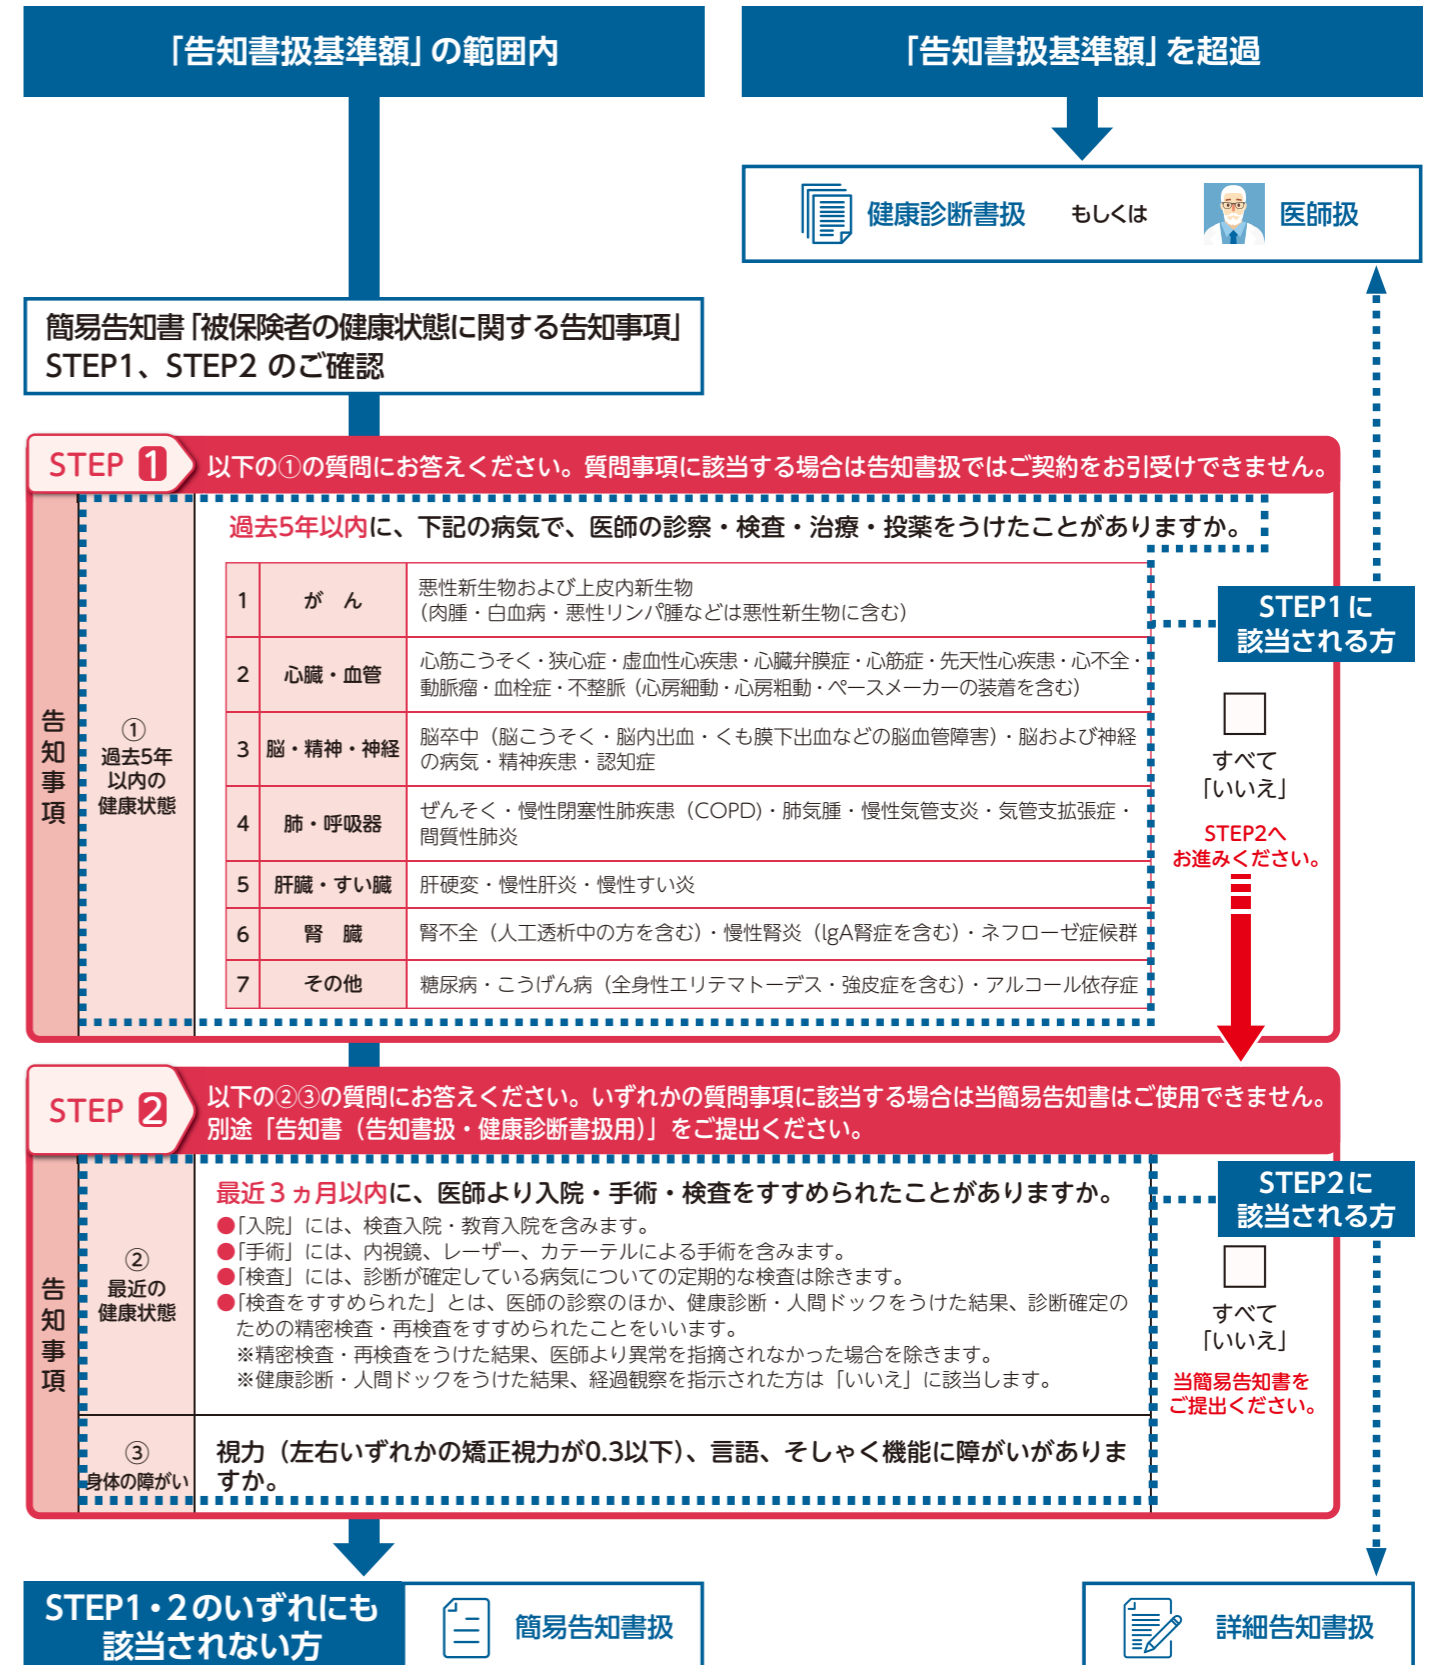 「告知書扱基準額」の範囲内
「告知書扱基準額」を超過
健康診断書扱 もしくは 医師扱
簡易告知書「被保険者の健康状態に関する告知事項」
STEP1、STEP2 のご確認
STEP 1 以下の①の質問にお答えください。質問事項に該当する場合は告知書扱ではご契約をお引受けできません。
告知事項
①
過去5年
以内の
健康状態
過去5年以内に、下記の病気で、医師の診察・検査・治療・投薬をうけたことがありますか。
1 がん 悪性新生物および上皮内新生物
（肉腫・白血病・悪性リンパ腫などは悪性新生物に含む）
2 心臓・血管 心筋こうそく・狭心症・虚血性心疾患・心臓弁膜症・心筋症・先天性心疾患・心不全・
動脈瘤・血栓症・不整脈（心房細動・心房粗動・ペースメーカーの装着を含む）
3 脳・精神・神経 脳卒中（脳こうそく・脳内出血・くも膜下出血などの脳血管障害）・脳および神経
の病気・精神疾患・認知症
4 肺・呼吸器 ぜんそく・慢性閉塞性肺疾患（COPD）・肺気腫・慢性気管支炎・気管支拡張症・
間質性肺炎
5 肝臓・すい臓 肝硬変・慢性肝炎・慢性すい炎
6 腎臓 腎不全（人工透析中の方を含む）・慢性腎炎（IgA腎症を含む）・ネフローゼ症候群
7 その他 糖尿病・こうげん病（全身性エリテマトーデス・強皮症を含む）・アルコール依存症
STEP1に
該当される方
すべて
「いいえ」
STEP2へ
お進みください。
STEP 2 以下の②③の質問にお答えください。いずれかの質問事項に該当する場合は当簡易告知書はご使用できません。
別途「告知書（告知書扱・健康診断書扱用）」をご提出ください。
告知事項
②
最近の
健康状態
最近３ヵ月以内に、医師より入院・手術・検査をすすめられたことがありますか。
●「入院」には、検査入院・教育入院を含みます。
●「手術」には、内視鏡、レーザー、カテーテルによる手術を含みます。
●「検査」には、診断が確定している病気についての定期的な検査は除きます。
●「検査をすすめられた」とは、医師の診察のほか、健康診断・人間ドックをうけた結果、診断確定の
ための精密検査・再検査をすすめられたことをいいます。
※精密検査・再検査をうけた結果、医師より異常を指摘されなかった場合を除きます。
※健康診断・人間ドックをうけた結果、経過観察を指示された方は「いいえ」に該当します。
③
身体の障がい
視力（左右いずれかの矯正視力が0.3以下）、言語、そしゃく機能に障がいがありま
すか。
STEP2に
該当される方
すべて
「いいえ」
当簡易告知書を
ご提出ください。
STEP1・2のいずれにも
該当されない方
簡易告知書扱
詳細告知書扱